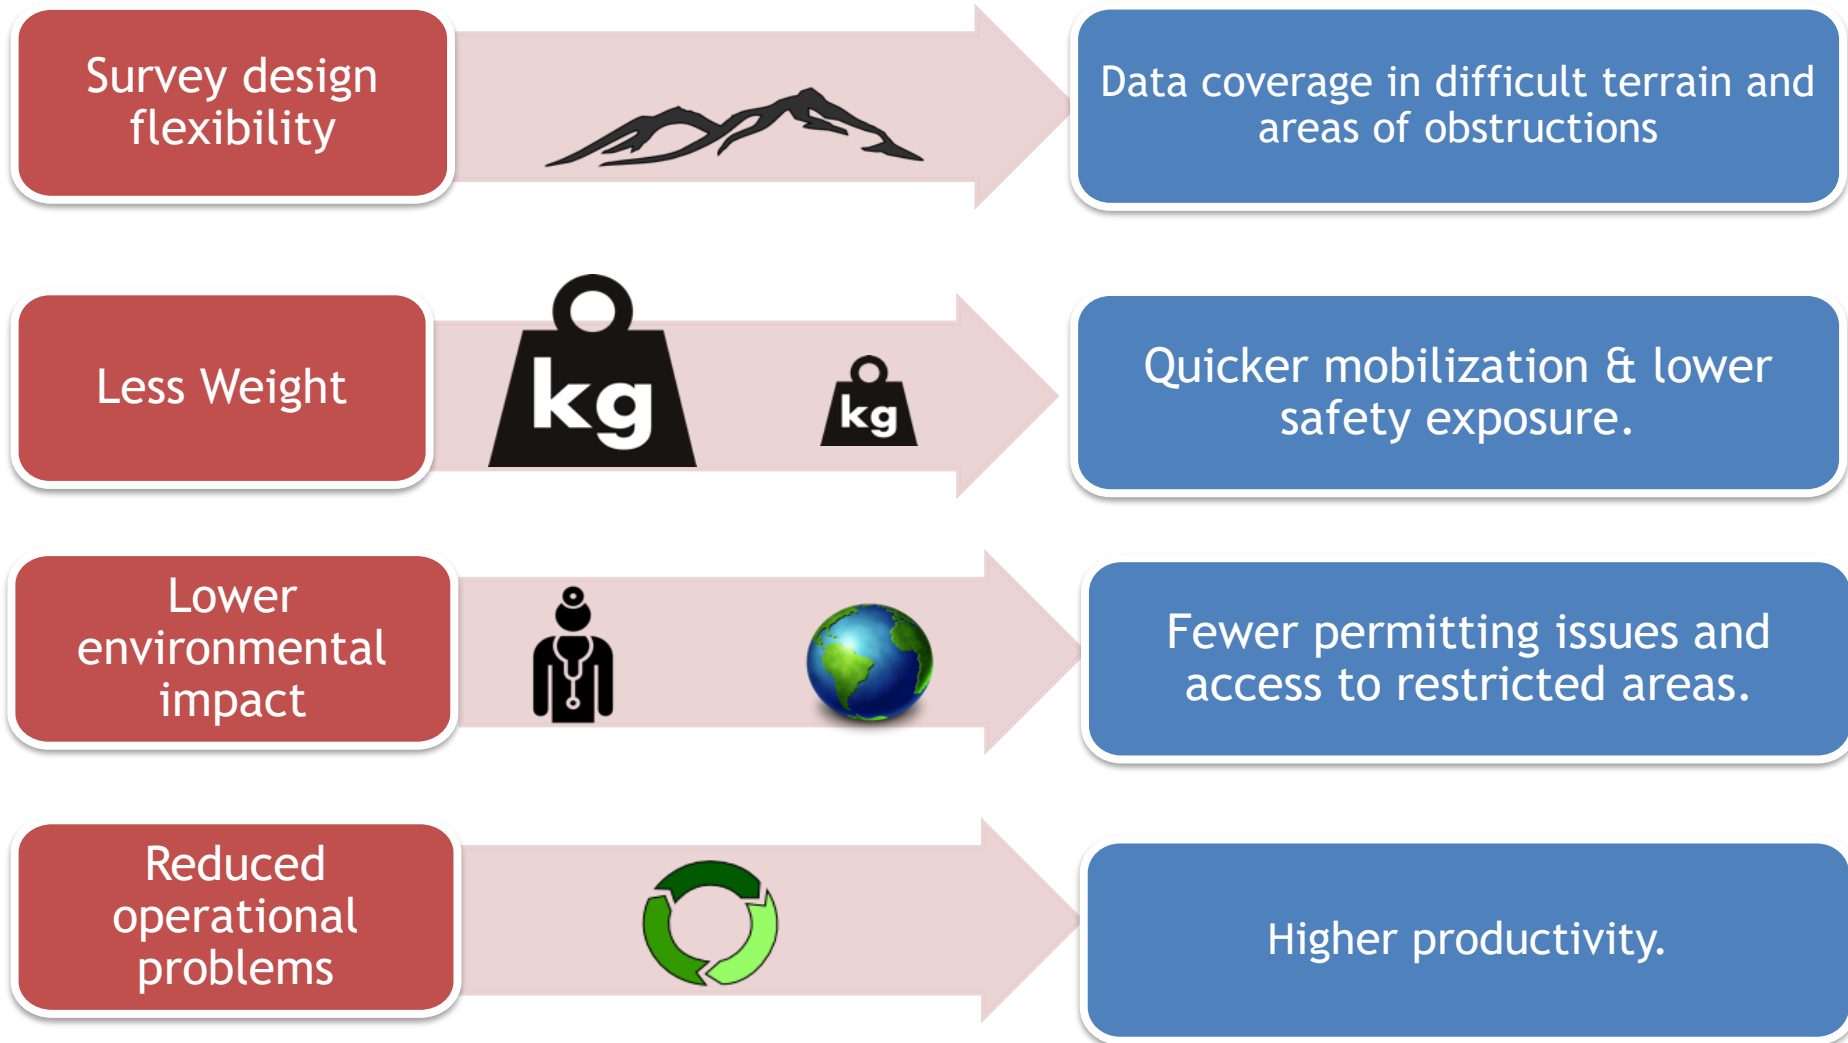 Survey design
flexibility
Data coverage in difficult terrain and
areas of obstructions
Less Weight
kg
kg
Quicker mobilization & lower
safety exposure.
Lower
environmental
impact
Fewer permitting issues and
access to restricted areas.
Reduced
operational
problems
Higher productivity.